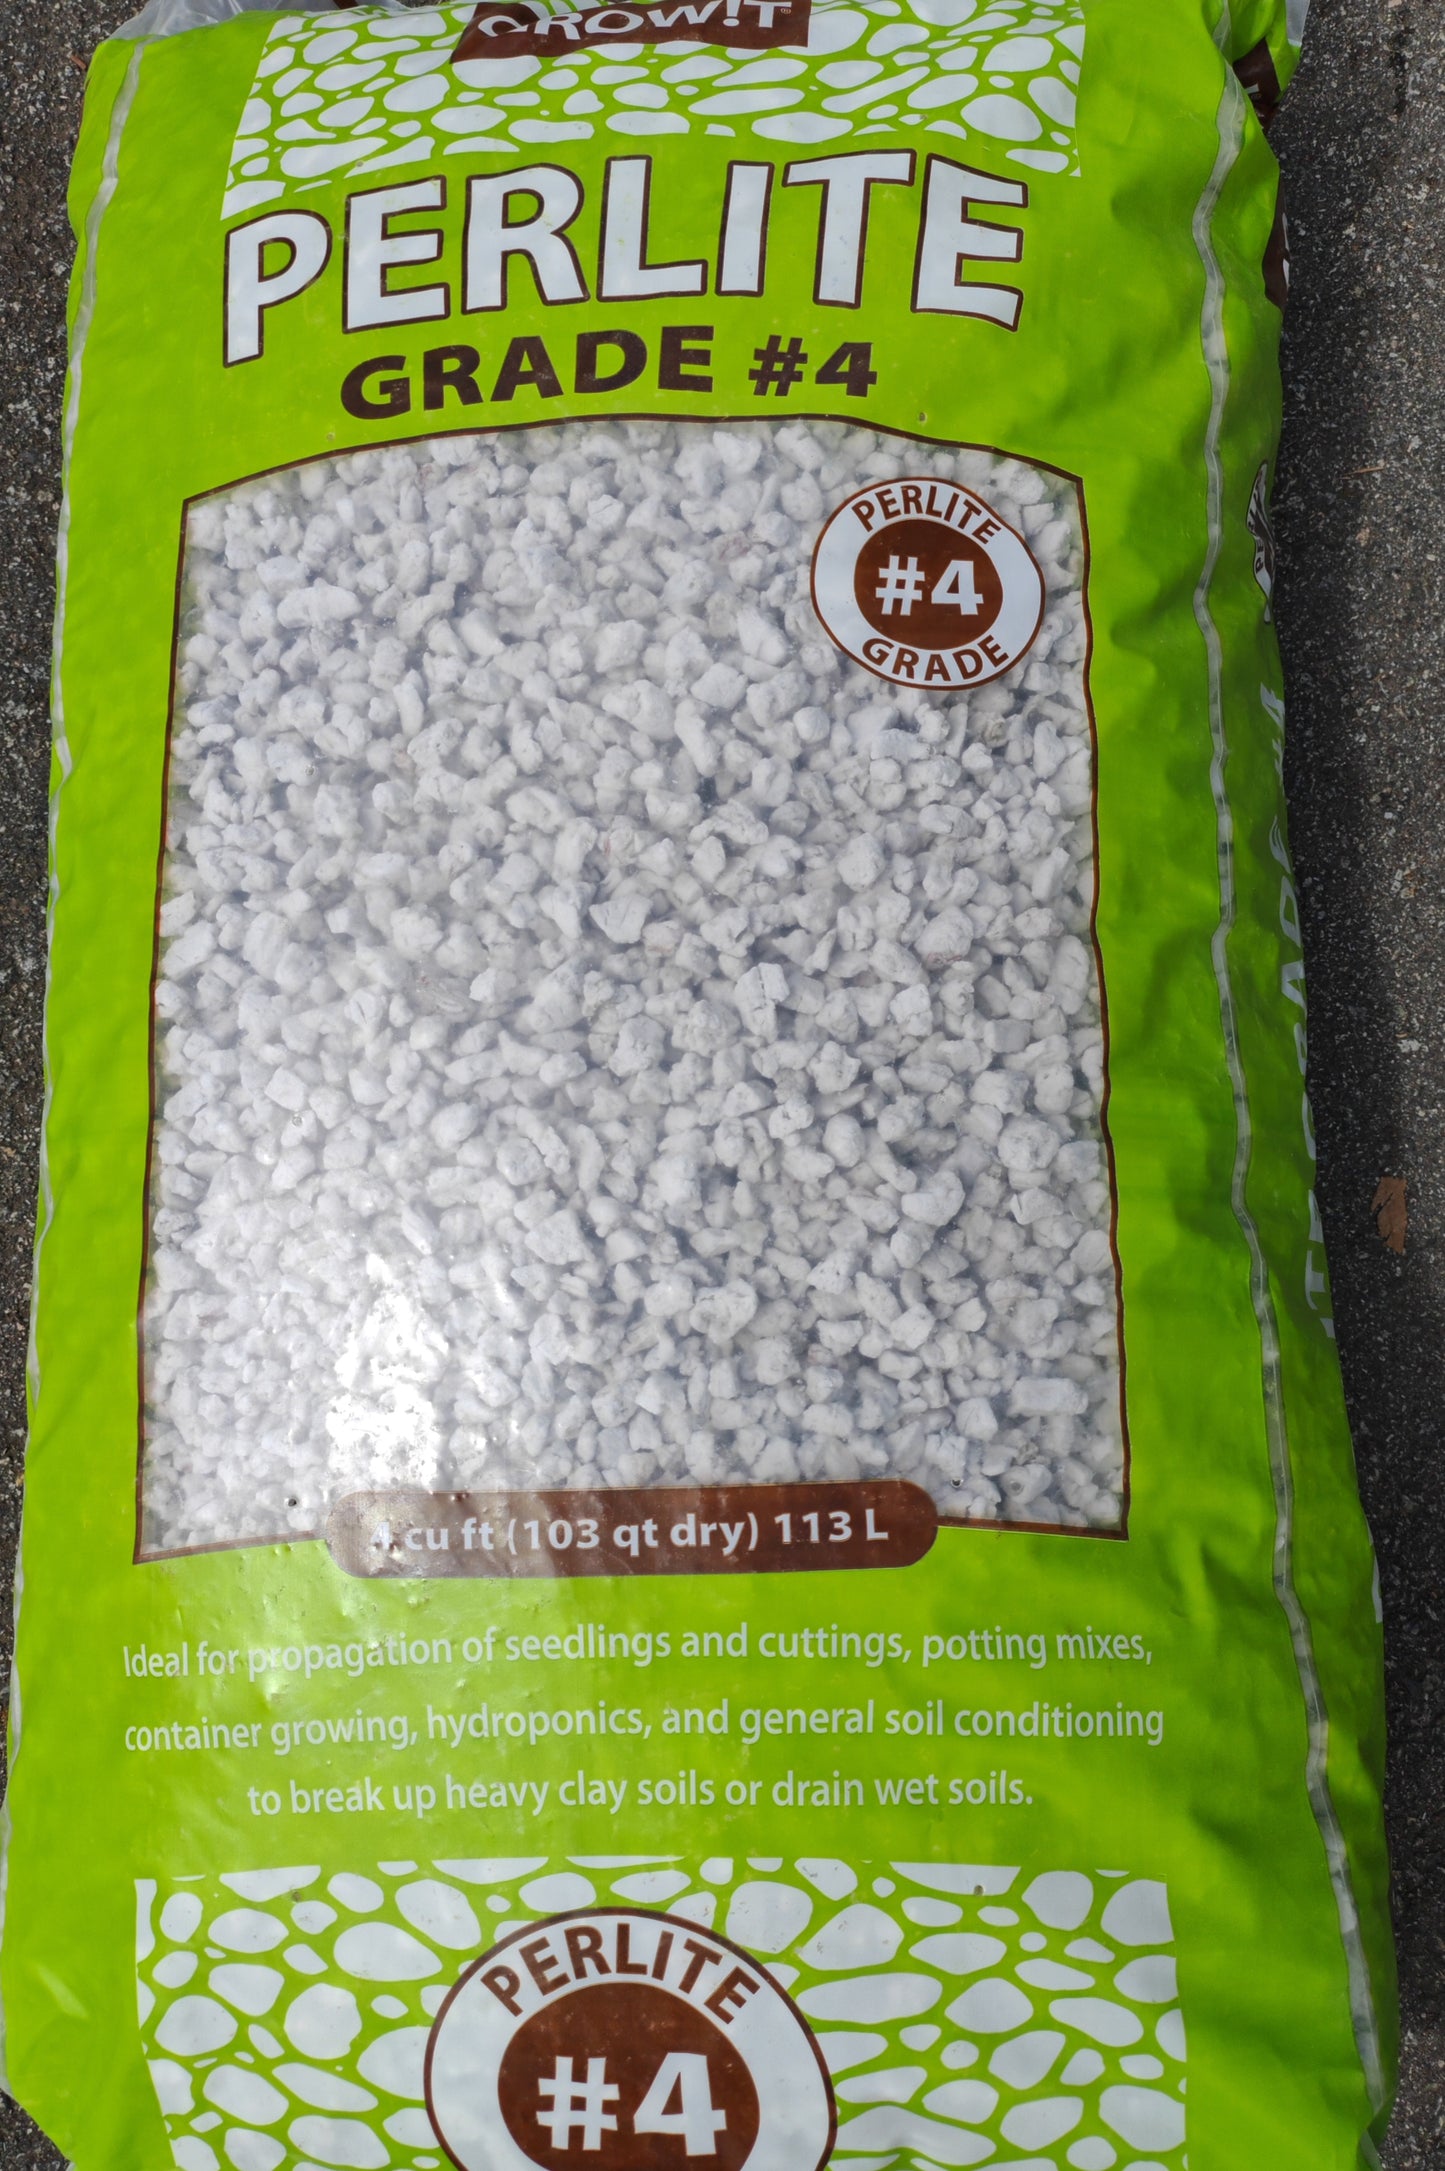 GROW!T
PERLITE
GRADE #4
PERLITE
#4
GRADE
4 cu ft (103 qt dry) 113 L
Ideal for propagation of seedlings and cuttings, potting mixes,
container growing, hydroponics, and general soil conditioning
to break up heavy clay soils or drain wet soils.
PERLITE
#4